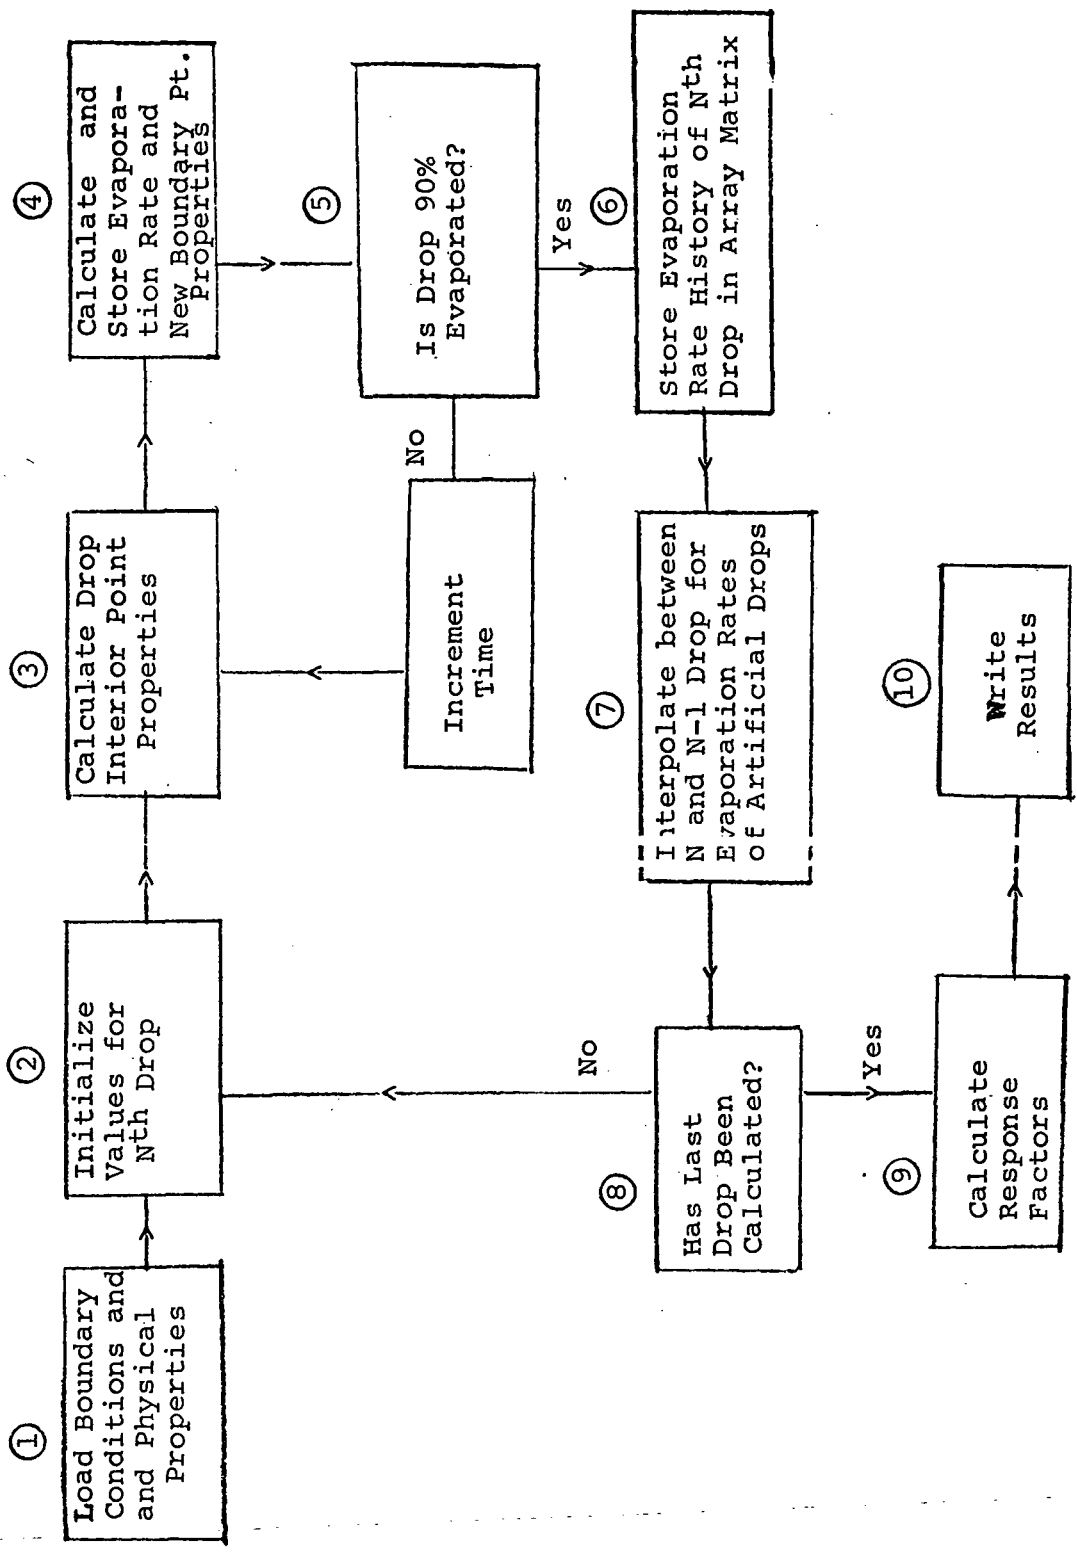 ①
Load Boundary
Conditions and
and Physical
Properties
②
Initialize
Values for
Nth Drop
③
Calculate Drop
Interior Point
Properties
④
Calculate and
Store Evapora-
tion Rate and
New Boundary Pt.
Properties
⑤
Is Drop 90%
Evaporated?
No
Increment
Time
Yes
⑥
Store Evaporation
Rate History of Nth
Drop in Array Matrix
⑦
Interpolate between
N and N-1 Drop for
Evaporation Rates
of Artificial Drops
⑧
Has Last
Drop Been
Calculated?
No
Yes
⑨
Calculate
Response
Factors
⑩
Write
Results